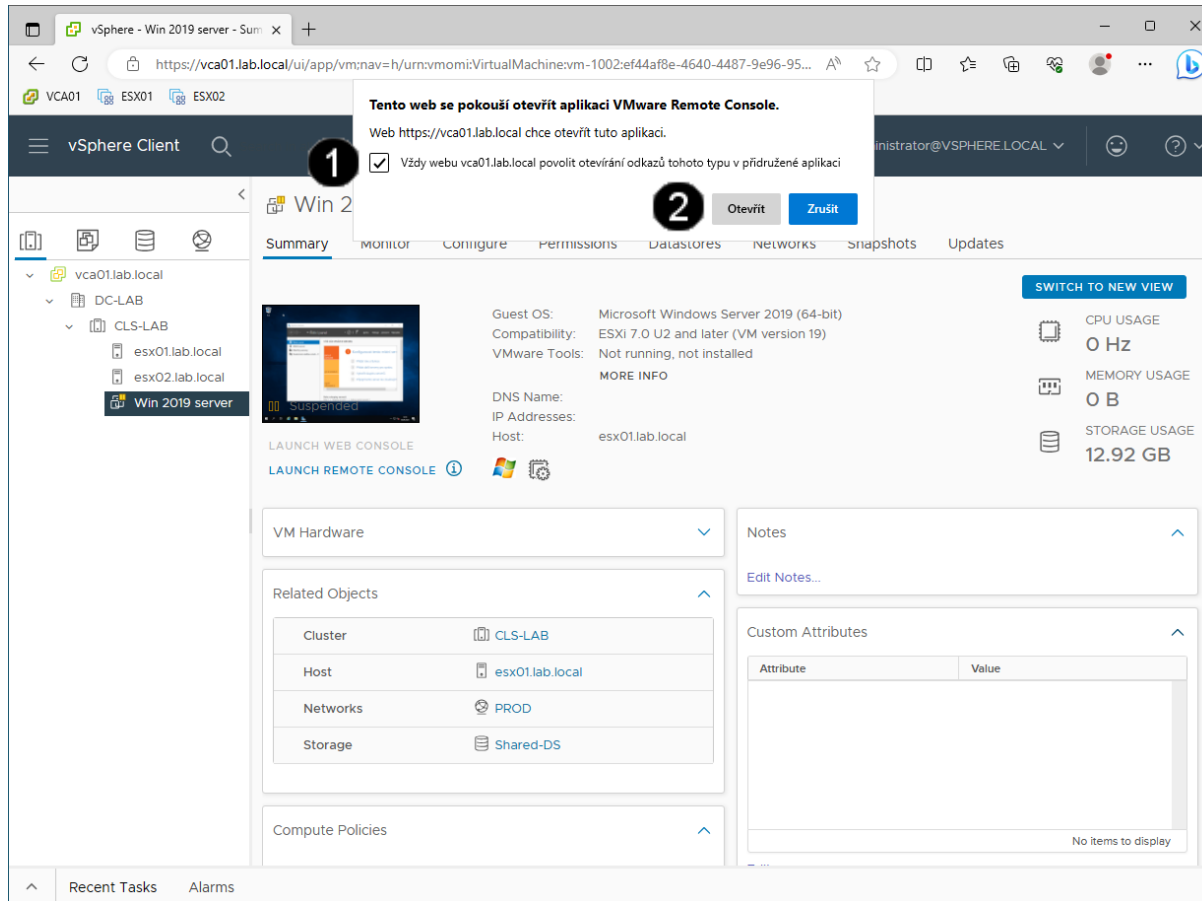 vSphere - Win 2019 server - Sum
https://vca01.lab.local/ui/app/vm;nav=h/urn:vmomi:VirtualMachine:vm-1002:ef44af8e-4640-4487-9e96-95...
VCA01 ESX01 ESX02
Tento web se pokouší otevřít aplikaci VMware Remote Console.
Web https://vca01.lab.local chce otevřít tuto aplikaci.
1 Vždy webu vca01.lab.local povolit otevírání odkazů tohoto typu v přidružené aplikaci
2 Otevřít Zrušit
vSphere Client
inistrator@VSPHERE.LOCAL
Win 2
Summary Monitor Configure Permissions Datastores Networks Snapshots Updates
vca01.lab.local
DC-LAB
CLS-LAB
esx01.lab.local
esx02.lab.local
Win 2019 server
SWITCH TO NEW VIEW
Suspended
LAUNCH WEB CONSOLE
LAUNCH REMOTE CONSOLE
Guest OS: Microsoft Windows Server 2019 (64-bit)
Compatibility: ESXi 7.0 U2 and later (VM version 19)
VMware Tools: Not running, not installed
MORE INFO
DNS Name:
IP Addresses:
Host: esx01.lab.local
CPU USAGE
0 Hz
MEMORY USAGE
0 B
STORAGE USAGE
12.92 GB
VM Hardware
Related Objects
Cluster CLS-LAB
Host esx01.lab.local
Networks PROD
Storage Shared-DS
Compute Policies
Notes
Edit Notes...
Custom Attributes
Attribute Value
No items to display
Recent Tasks Alarms